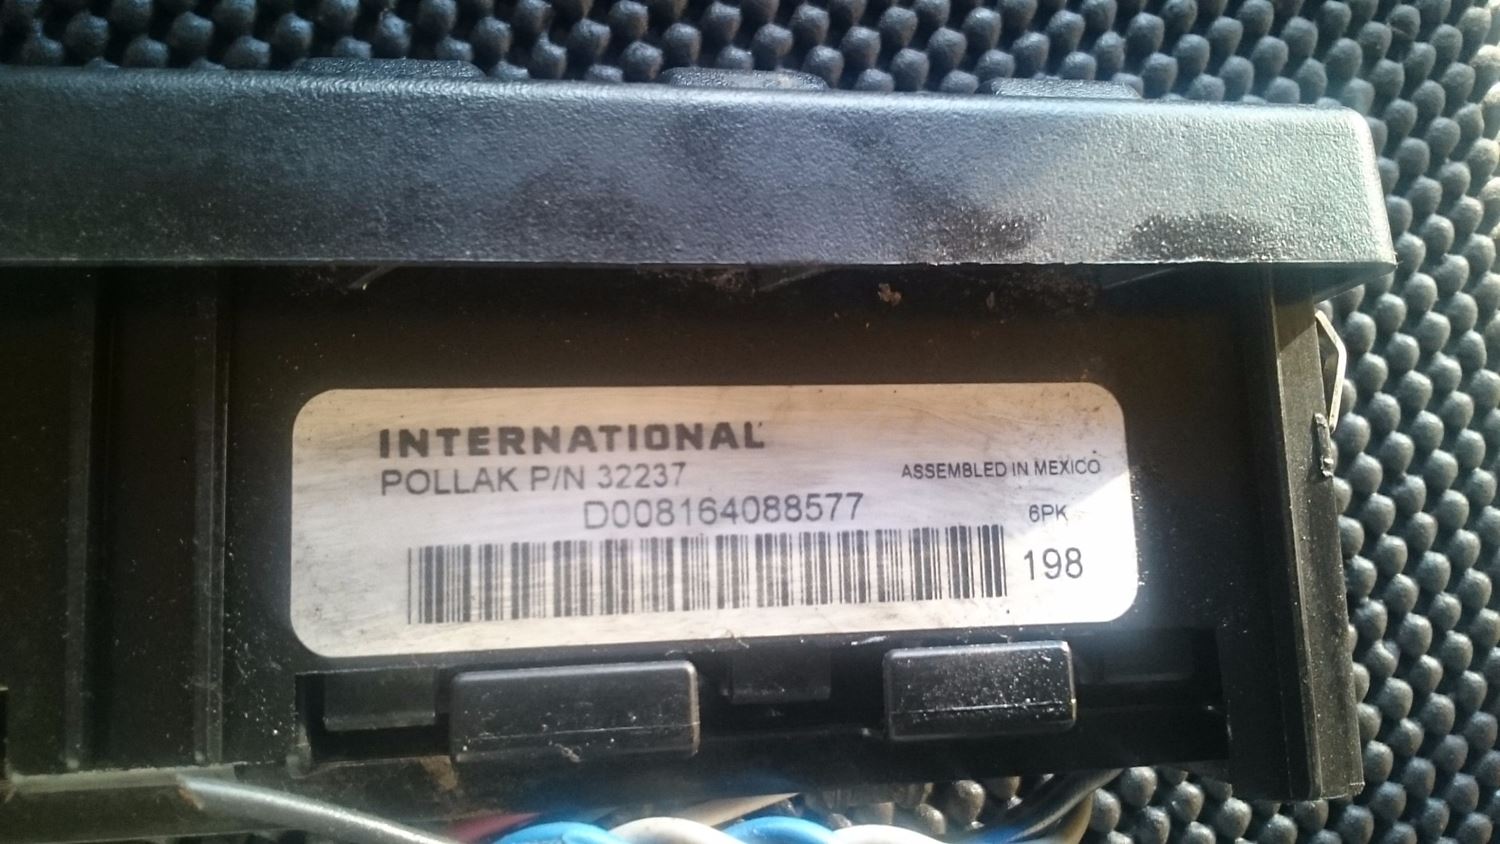 INTERNATIONAL
POLLAK P/N 32237
ASSEMBLED IN MEXICO
D008164088577
6PK
198